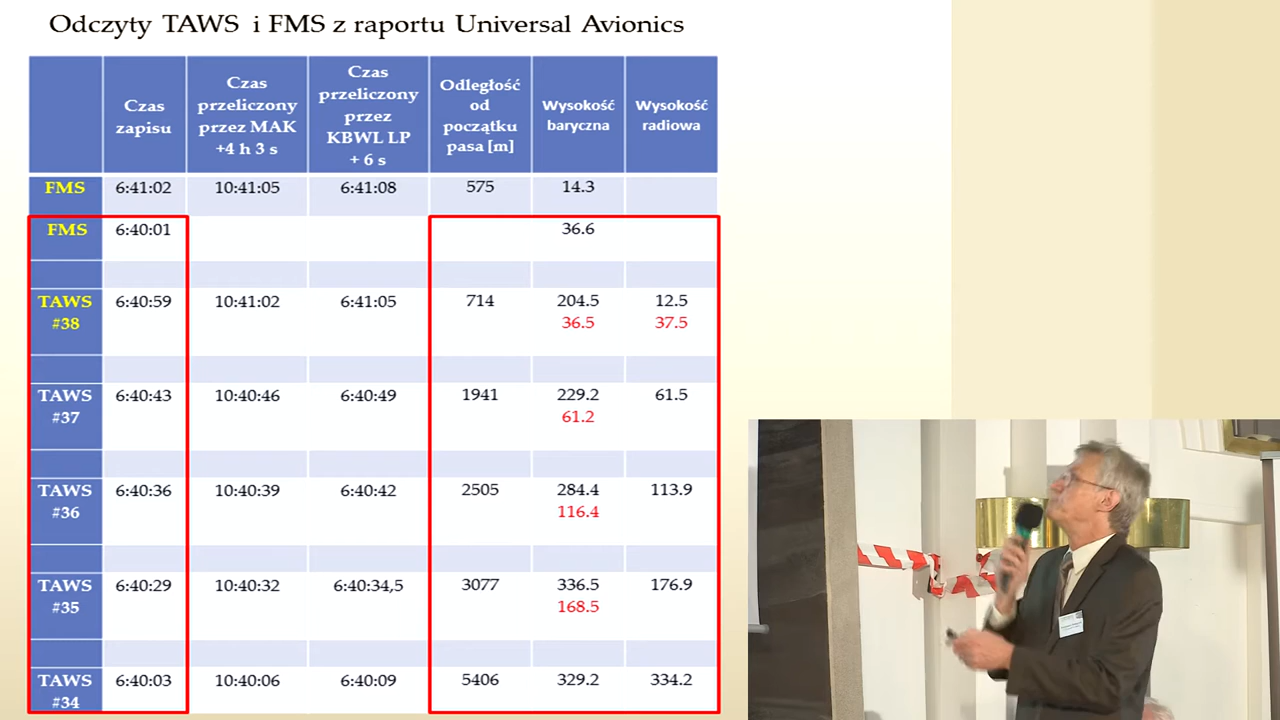 Odczyty TAWS i FMS z raportu Universal Avionics
Czas zapisu
Czas przeliczony przez MAK +4 h 3 s
Czas przeliczony przez KBWL LP + 6 s
Odległość od początku pasa [m]
Wysokość baryczna
Wysokość radiowa
FMS 6:41:02 10:41:05 6:41:08 575 14.3
FMS 6:40:01 36.6
TAWS 6:40:59 10:41:02 6:41:05 714 204.5 12.5
#38 36.5 37.5
TAWS 6:40:43 10:40:46 6:40:49 1941 229.2 61.5
#37 61.2
TAWS 6:40:36 10:40:39 6:40:42 2505 284.4 113.9
#36 116.4
TAWS 6:40:29 10:40:32 6:40:34,5 3077 336.5 176.9
#35 168.5
TAWS 6:40:03 10:40:06 6:40:09 5406 329.2 334.2
#34